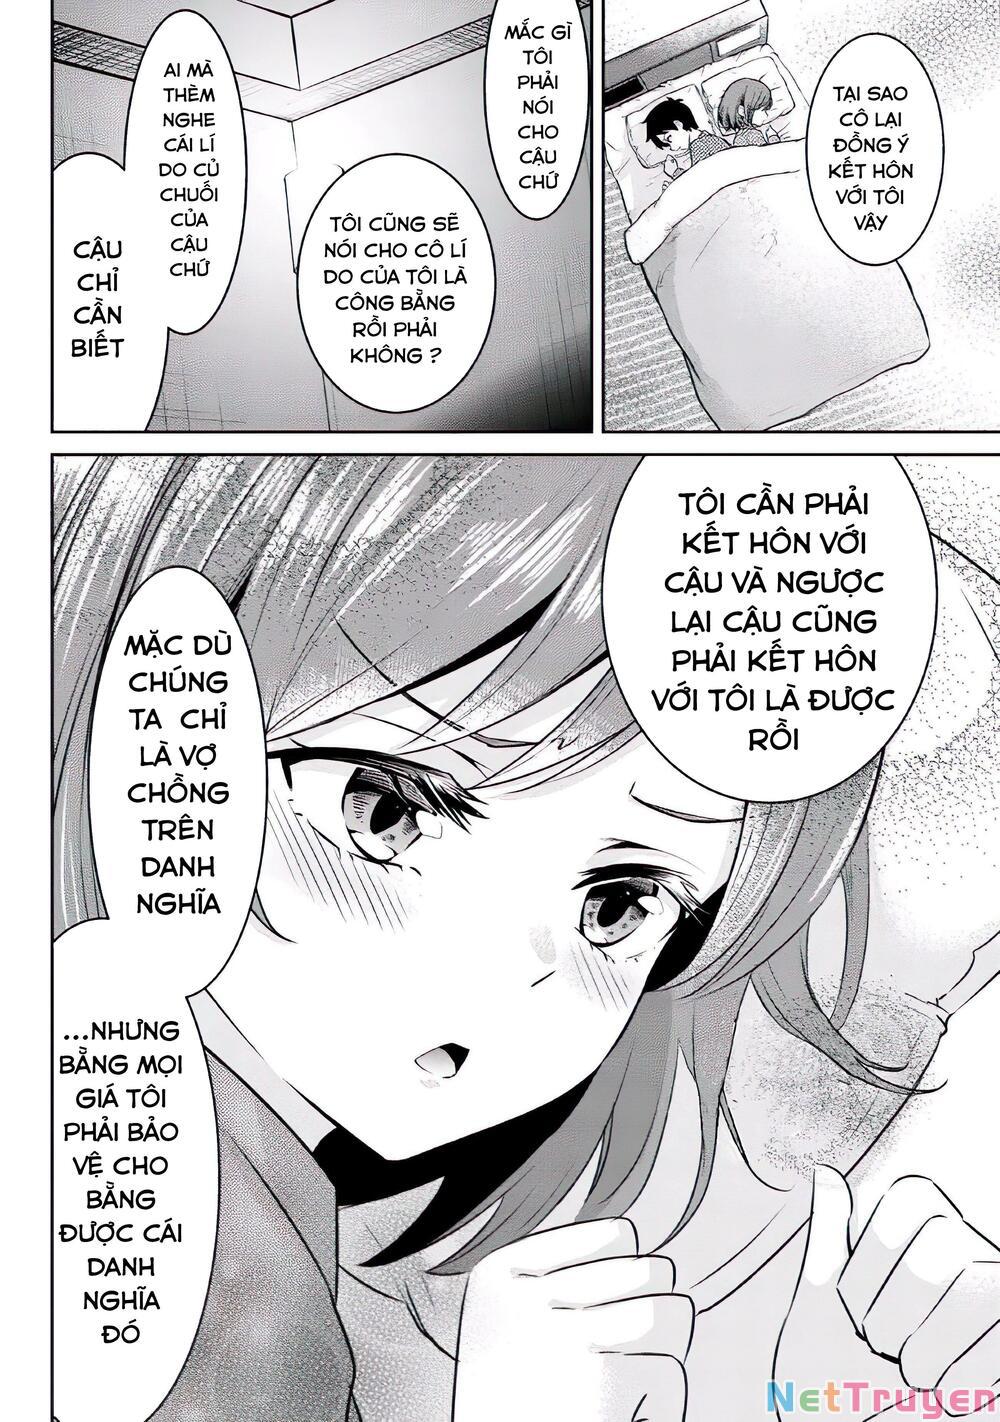 TẠI SAO
CÔ LẠI
ĐỒNG Ý
KẾT HÔN
VỚI TÔI
VẬY
MẮC GÌ
TÔI
PHẢI
NÓI
CHO
CẬU
CHỨ
TÔI CŨNG SẼ
NÓI CHO CÔ LÍ
DO CỦA TÔI LÀ
CÔNG BẰNG
RỒI PHẢI
KHÔNG ?
AI MÀ
THÈM
NGHE
CÁI LÍ
DO CỦ
CHUỐI
CỦA
CẬU
CHỨ
CẬU
CHỈ
CẦN
BIẾT
TÔI CẦN PHẢI
KẾT HÔN VỚI
CẬU VÀ NGƯỢC
LẠI CẬU CŨNG
PHẢI KẾT HÔN
VỚI TÔI LÀ ĐƯỢC
RỒI
MẶC DÙ
CHÚNG
TA CHỈ
LÀ VỢ
CHỒNG
TRÊN
DANH
NGHĨA
...NHƯNG
BẰNG MỌI
GIÁ TÔI
PHẢI BẢO
VỆ CHO
BẰNG
ĐƯỢC CÁI
DANH
NGHĨA
ĐÓ
NetTruyen